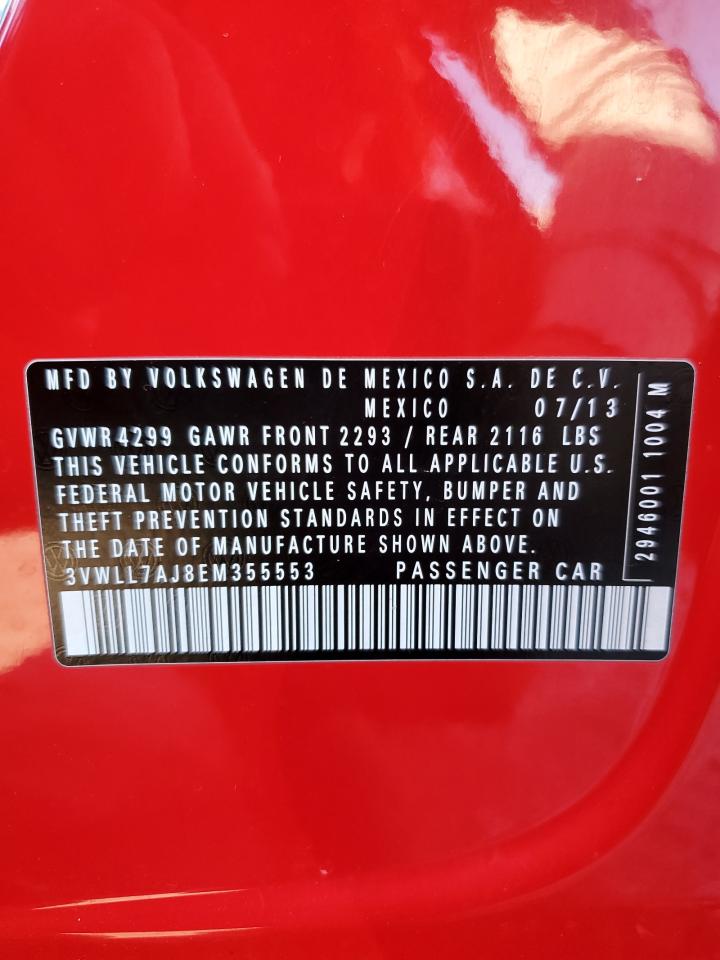 MFD BY VOLKSWAGEN DE MEXICO S.A. DE C.V.
MEXICO 07/13
GVWR4299 GAWR FRONT 2293 / REAR 2116 LBS
THIS VEHICLE CONFORMS TO ALL APPLICABLE U.S.
FEDERAL MOTOR VEHICLE SAFETY, BUMPER AND
THEFT PREVENTION STANDARDS IN EFFECT ON
THE DATE OF MANUFACTURE SHOWN ABOVE.
3VWLL7AJ8EM355553 PASSENGER CAR
2946001 1004 M